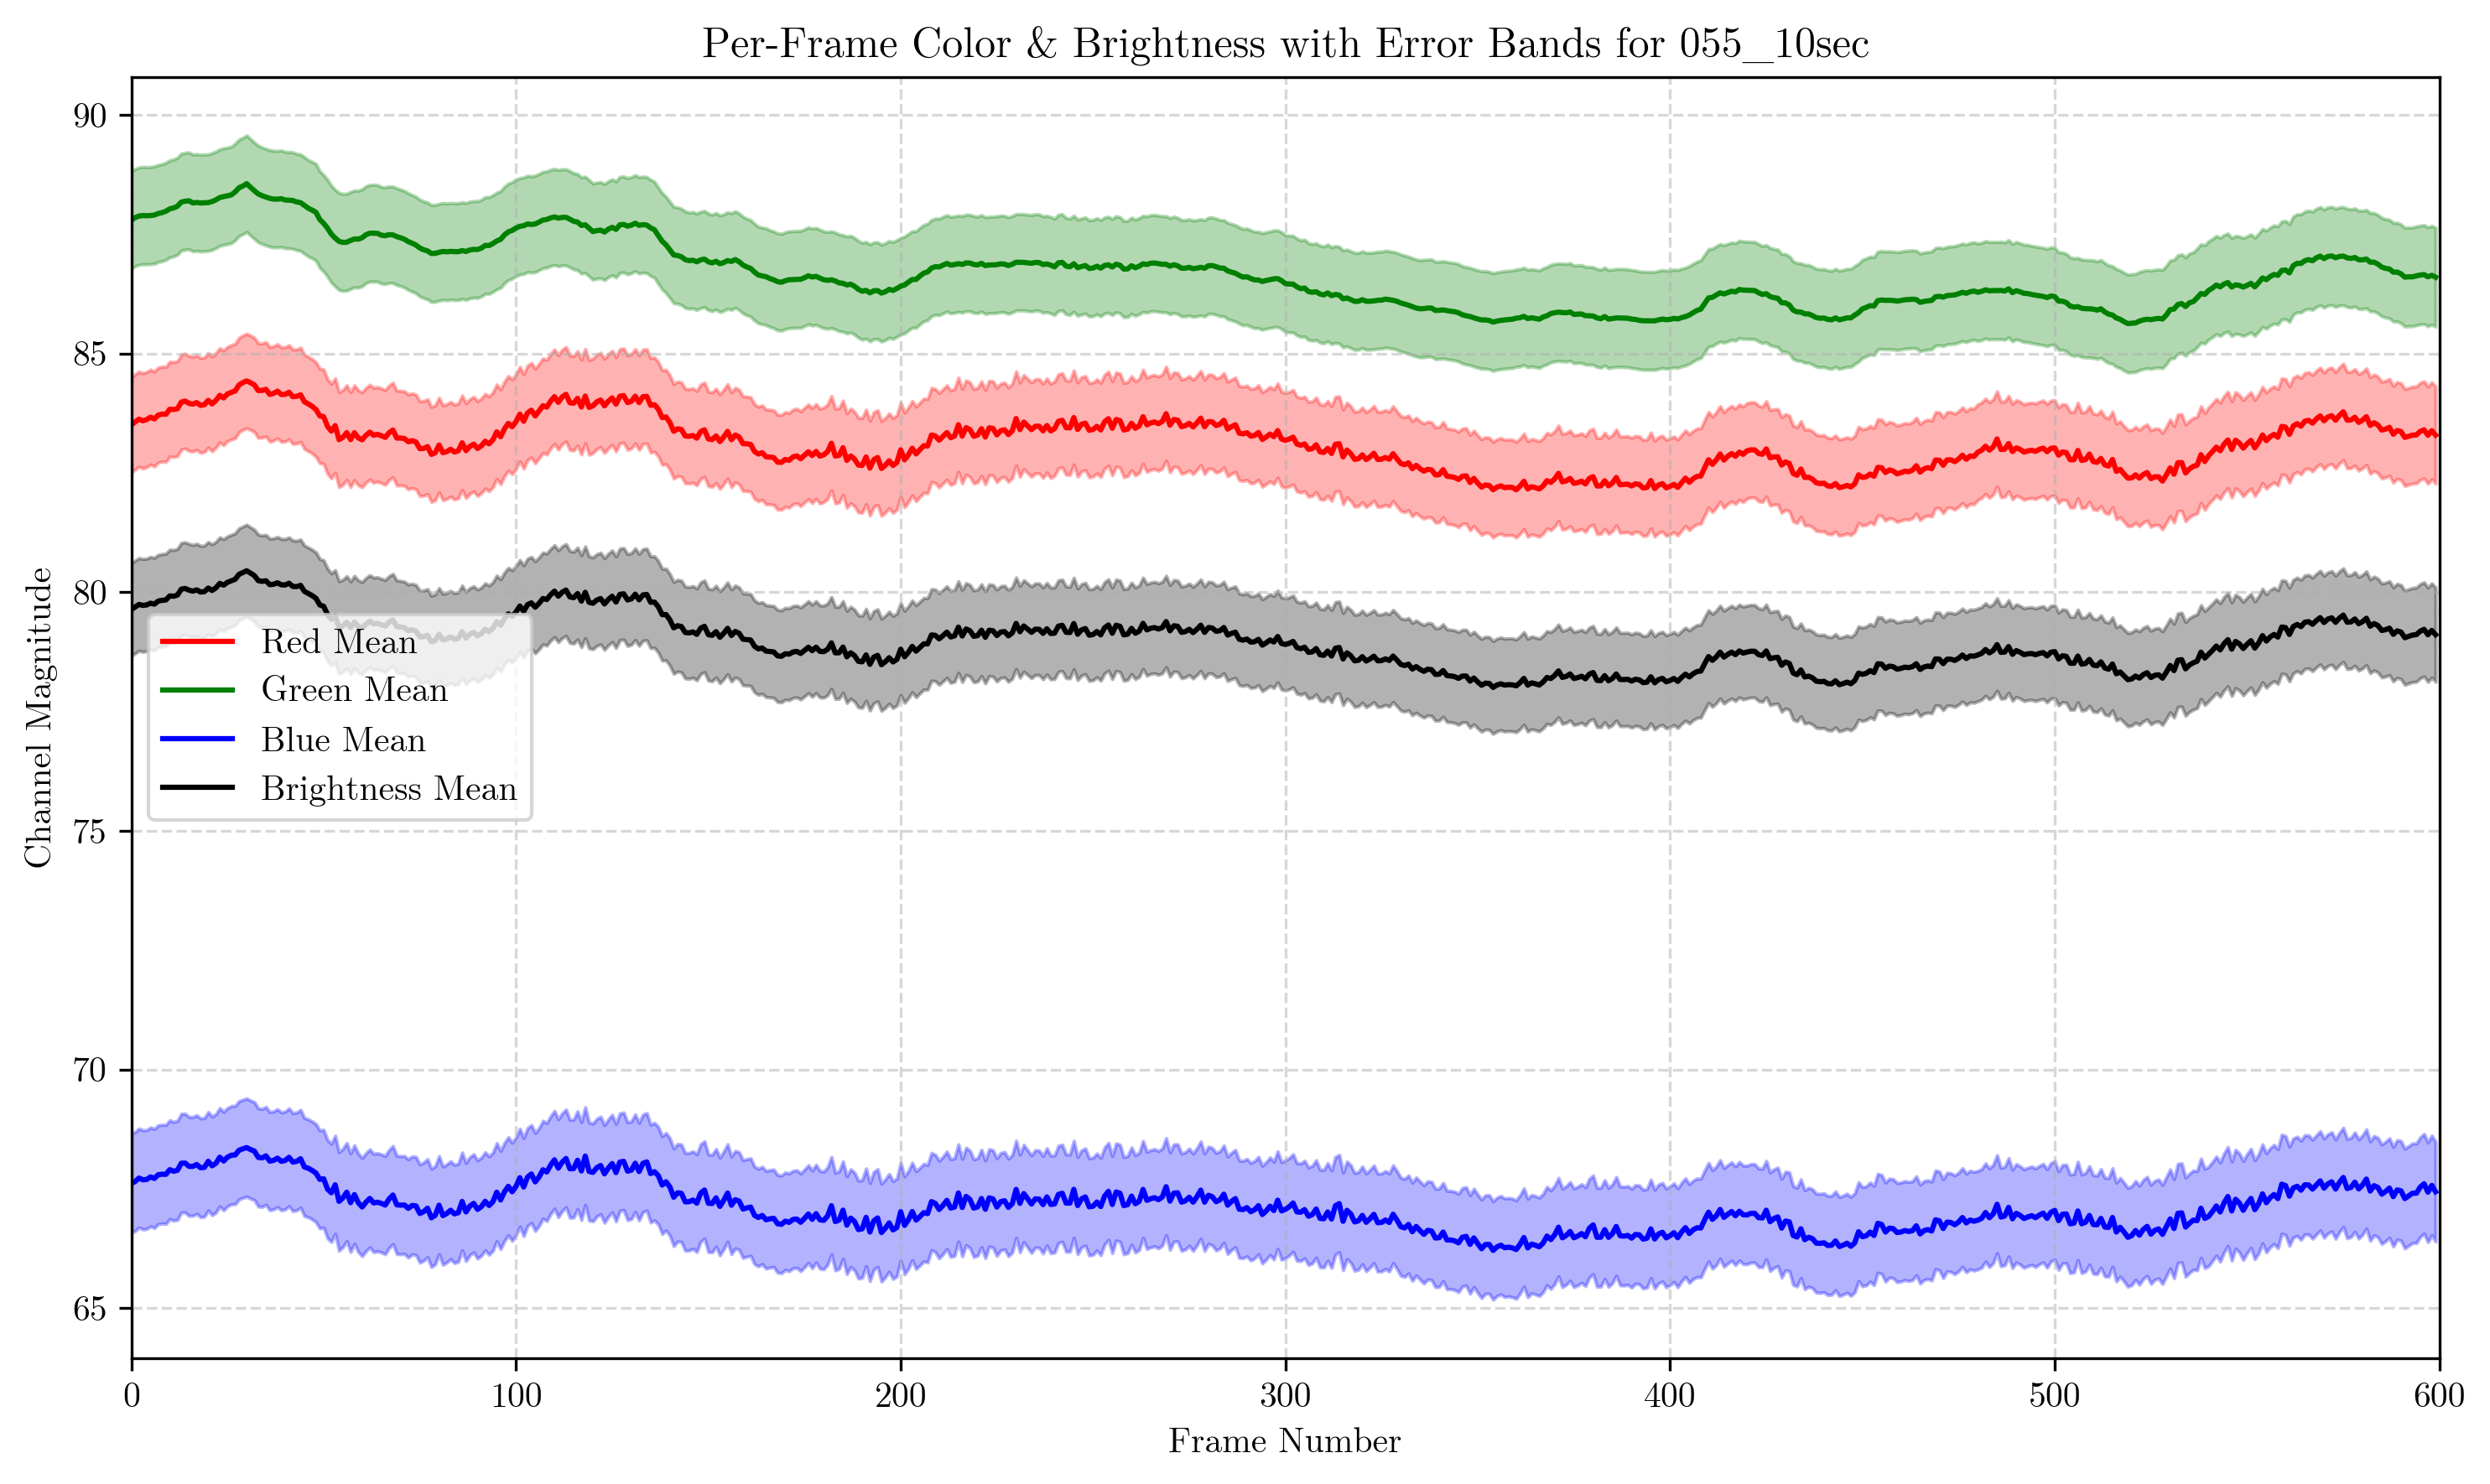 Per-Frame Color & Brightness with Error Bands for 055_10sec
Channel Magnitude
90
85
80
75
70
65
Red Mean
Green Mean
Blue Mean
Brightness Mean
0 100 200 300 400 500 600
Frame Number